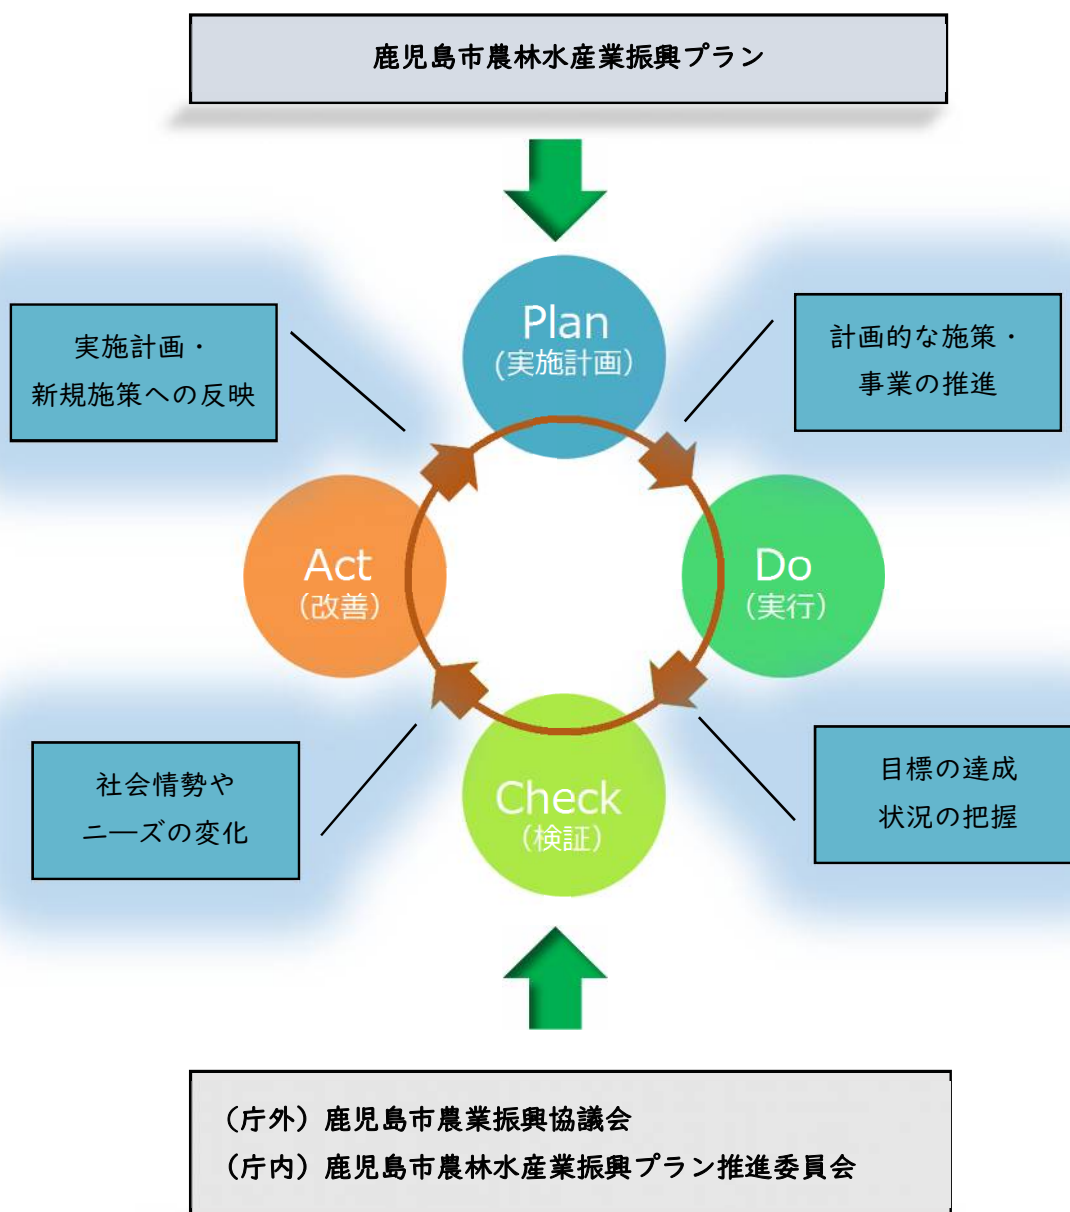 鹿児島市農林水産業振興プラン
Plan
(実施計画)
実施計画・
新規施策への反映
計画的な施策・
事業の推進
Act
(改善)
Do
(実行)
社会情勢や
ニーズの変化
Check
(検証)
目標の達成
状況の把握
(庁外)鹿児島市農業振興協議会
(庁内)鹿児島市農林水産業振興プラン推進委員会